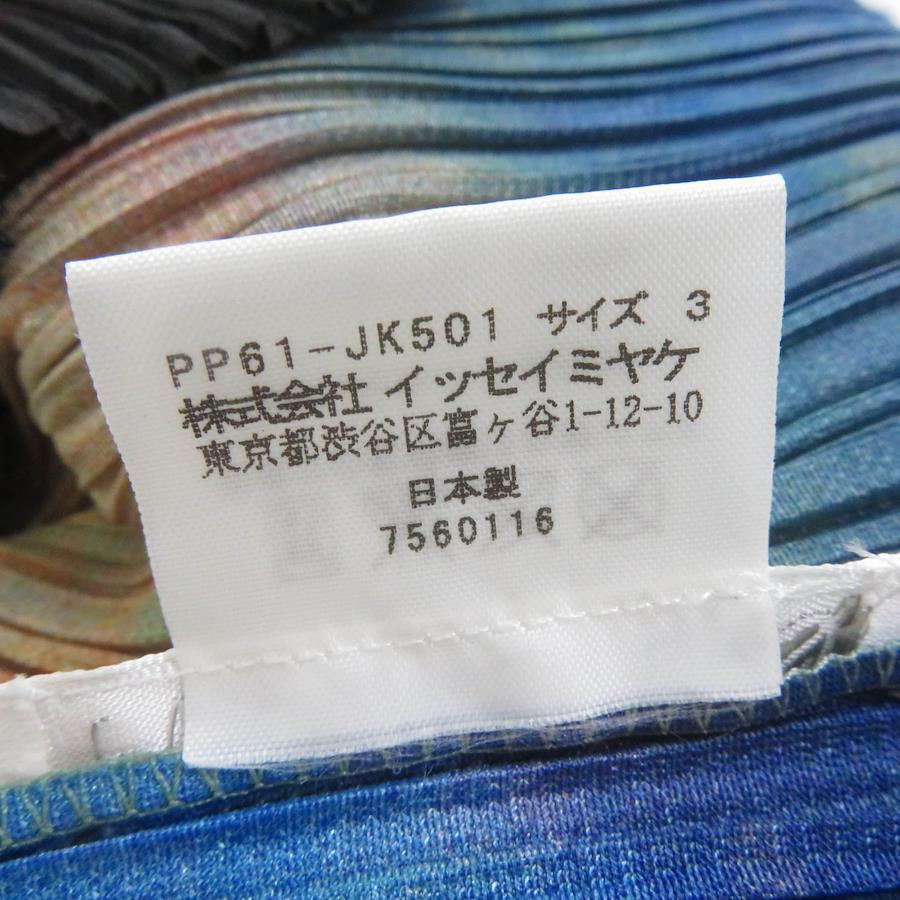 PP61-JK501 サイズ 3
株式会社 イッセイミヤケ
東京都渋谷区富ヶ谷1-12-10
日本製
7560116